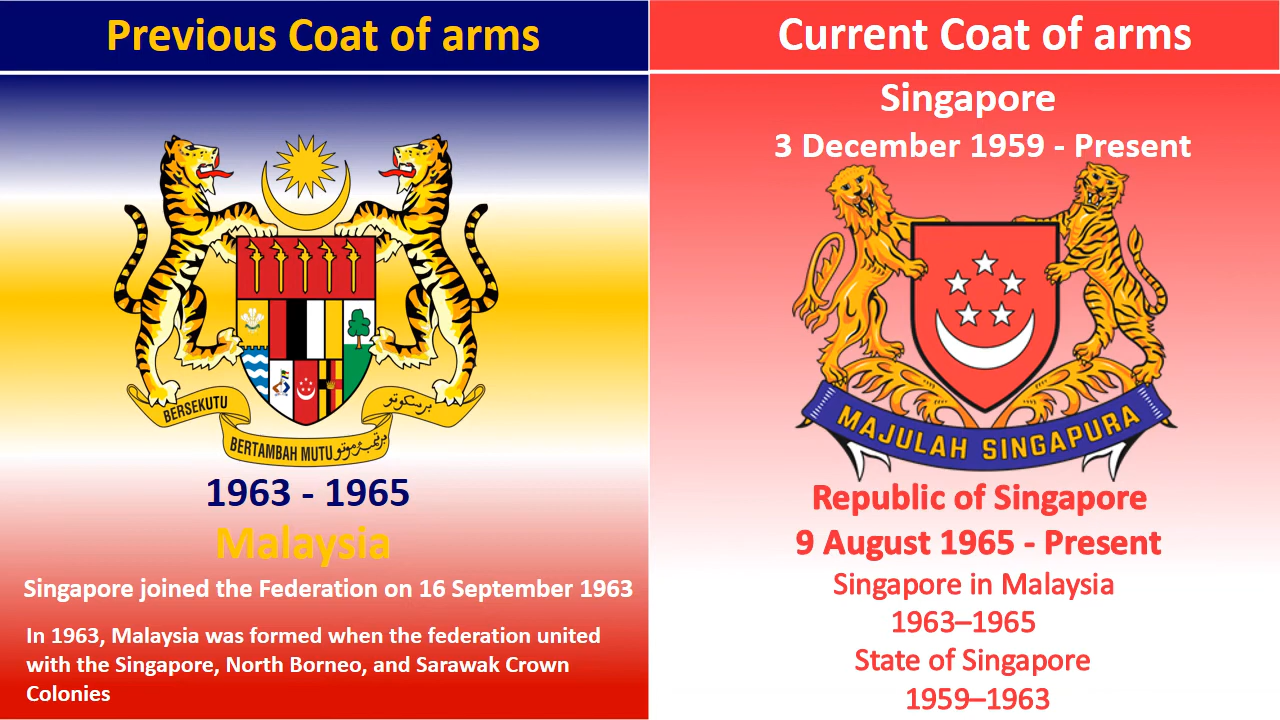 Previous Coat of arms
BERSEKUTU
برسكوتو
BERTAMBAH MUTU برتمبه موتو
1963 - 1965
Malaysia
Singapore joined the Federation on 16 September 1963
In 1963, Malaysia was formed when the federation united
with the Singapore, North Borneo, and Sarawak Crown
Colonies
Current Coat of arms
Singapore
3 December 1959 - Present
MAJULAH SINGAPURA
Republic of Singapore
9 August 1965 - Present
Singapore in Malaysia
1963–1965
State of Singapore
1959–1963